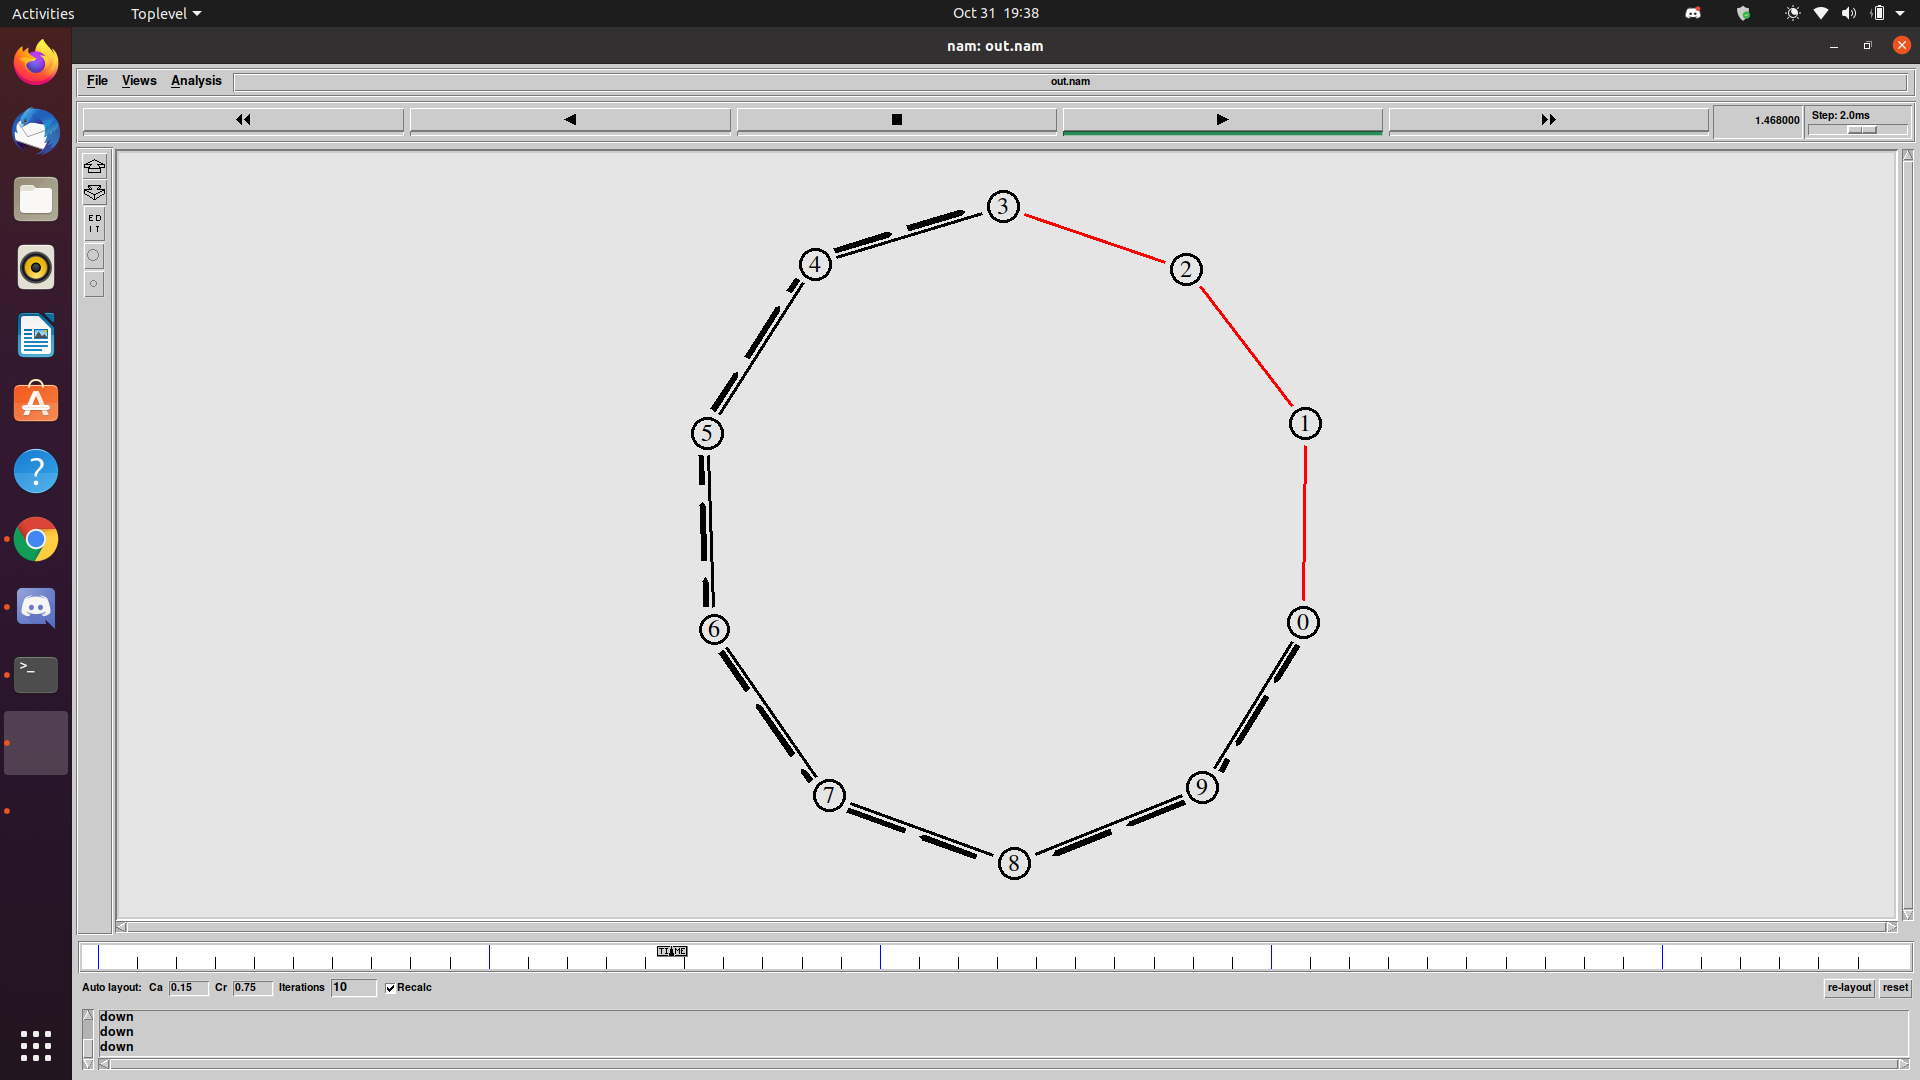 Activities Toplevel Oct 31 19:38
nam: out.nam
File Views Analysis out.nam
1.468000 Step: 2.0ms
ED
IT
3
2
4
1
5
0
6
9
7
8
TIME
Auto layout: Ca 0.15 Cr 0.75 Iterations 10 Recalc re-layout reset
down
down
down